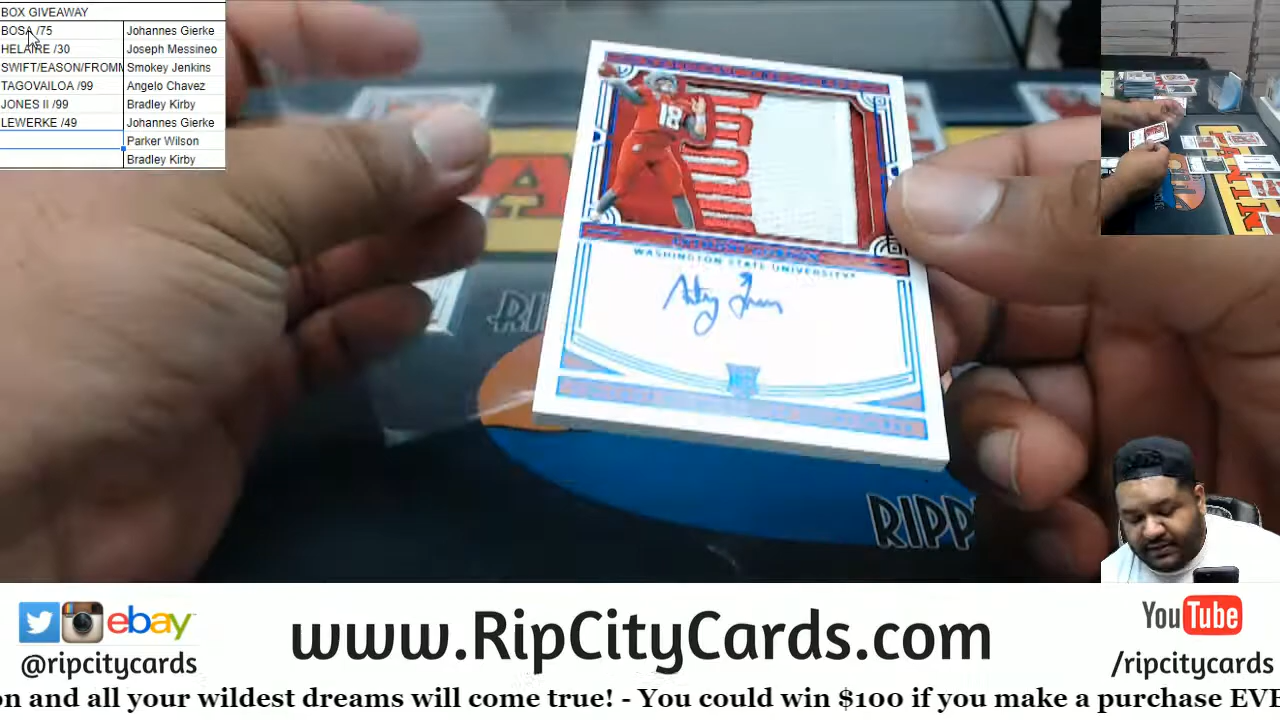 BOX GIVEAWAY
BOSA /75 Johannes Gierke
HELAIRE /30 Joseph Messineo
SWIFT/EASON/FROMM Smokey Jenkins
TAGOVAILOA /99 Angelo Chavez
JONES II /99 Bradley Kirby
LEWERKE /49 Johannes Gierke
Parker Wilson
Bradley Kirby
18
WASHINGTON STATE UNIVERSITY
RIPP
ebay
@ripcitycards
www.RipCityCards.com
YouTube
/ripcitycards
on and all your wildest dreams will come true! - You could win $100 if you make a purchase EVE